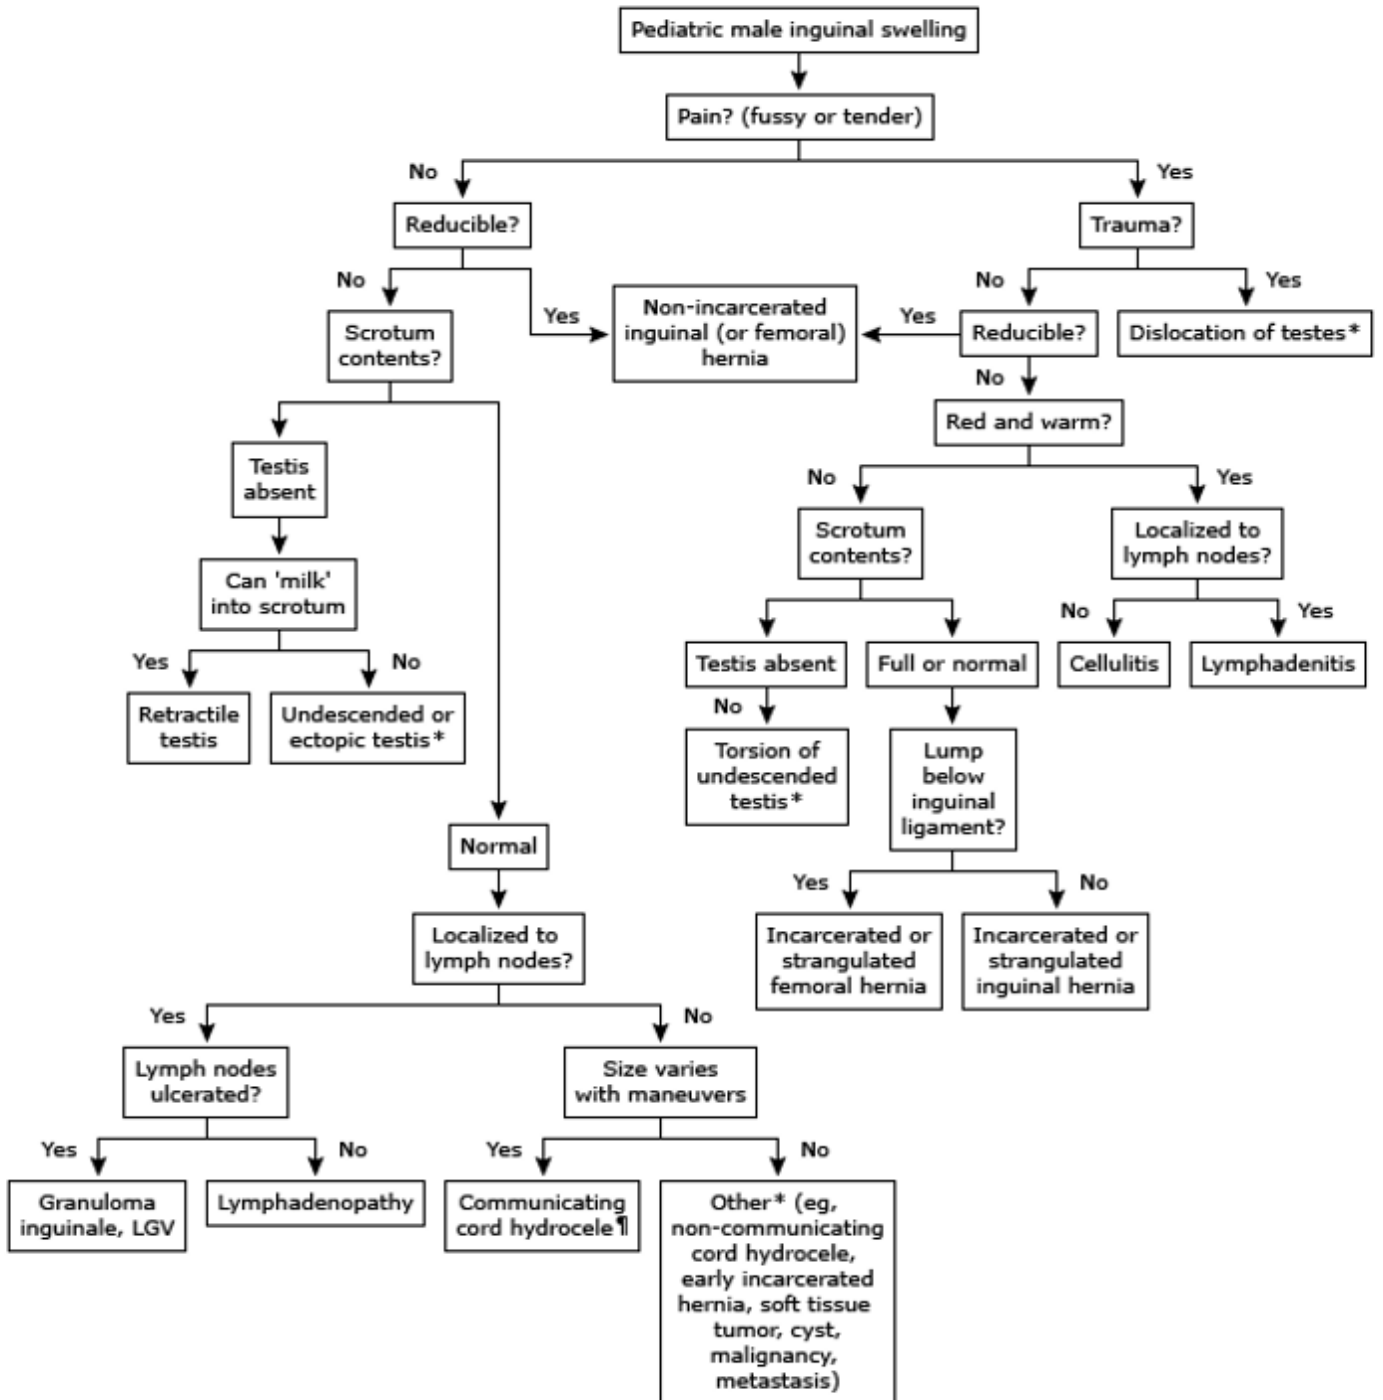 Pediatric male inguinal swelling
Pain? (fussy or tender)
No
Yes
Reducible?
Trauma?
No
Yes
No
Yes
Scrotum
contents?
Non-incarcerated
inguinal (or femoral)
hernia
Yes
Reducible?
Dislocation of testes*
No
Red and warm?
Testis
absent
No
Yes
Scrotum
contents?
Localized to
lymph nodes?
Can 'milk'
into scrotum
No
Yes
Yes
No
Testis absent
Full or normal
Cellulitis
Lymphadenitis
Retractile
testis
Undescended or
ectopic testis*
No
Torsion of
undescended
testis*
Lump
below
inguinal
ligament?
Normal
Yes
No
Localized to
lymph nodes?
Incarcerated or
strangulated
femoral hernia
Incarcerated or
strangulated
inguinal hernia
Yes
No
Lymph nodes
ulcerated?
Size varies
with maneuvers
Yes
No
Yes
No
Granuloma
inguinale, LGV
Lymphadenopathy
Communicating
cord hydrocele¶
Other* (eg,
non-communicating
cord hydrocele,
early incarcerated
hernia, soft tissue
tumor, cyst,
malignancy,
metastasis)